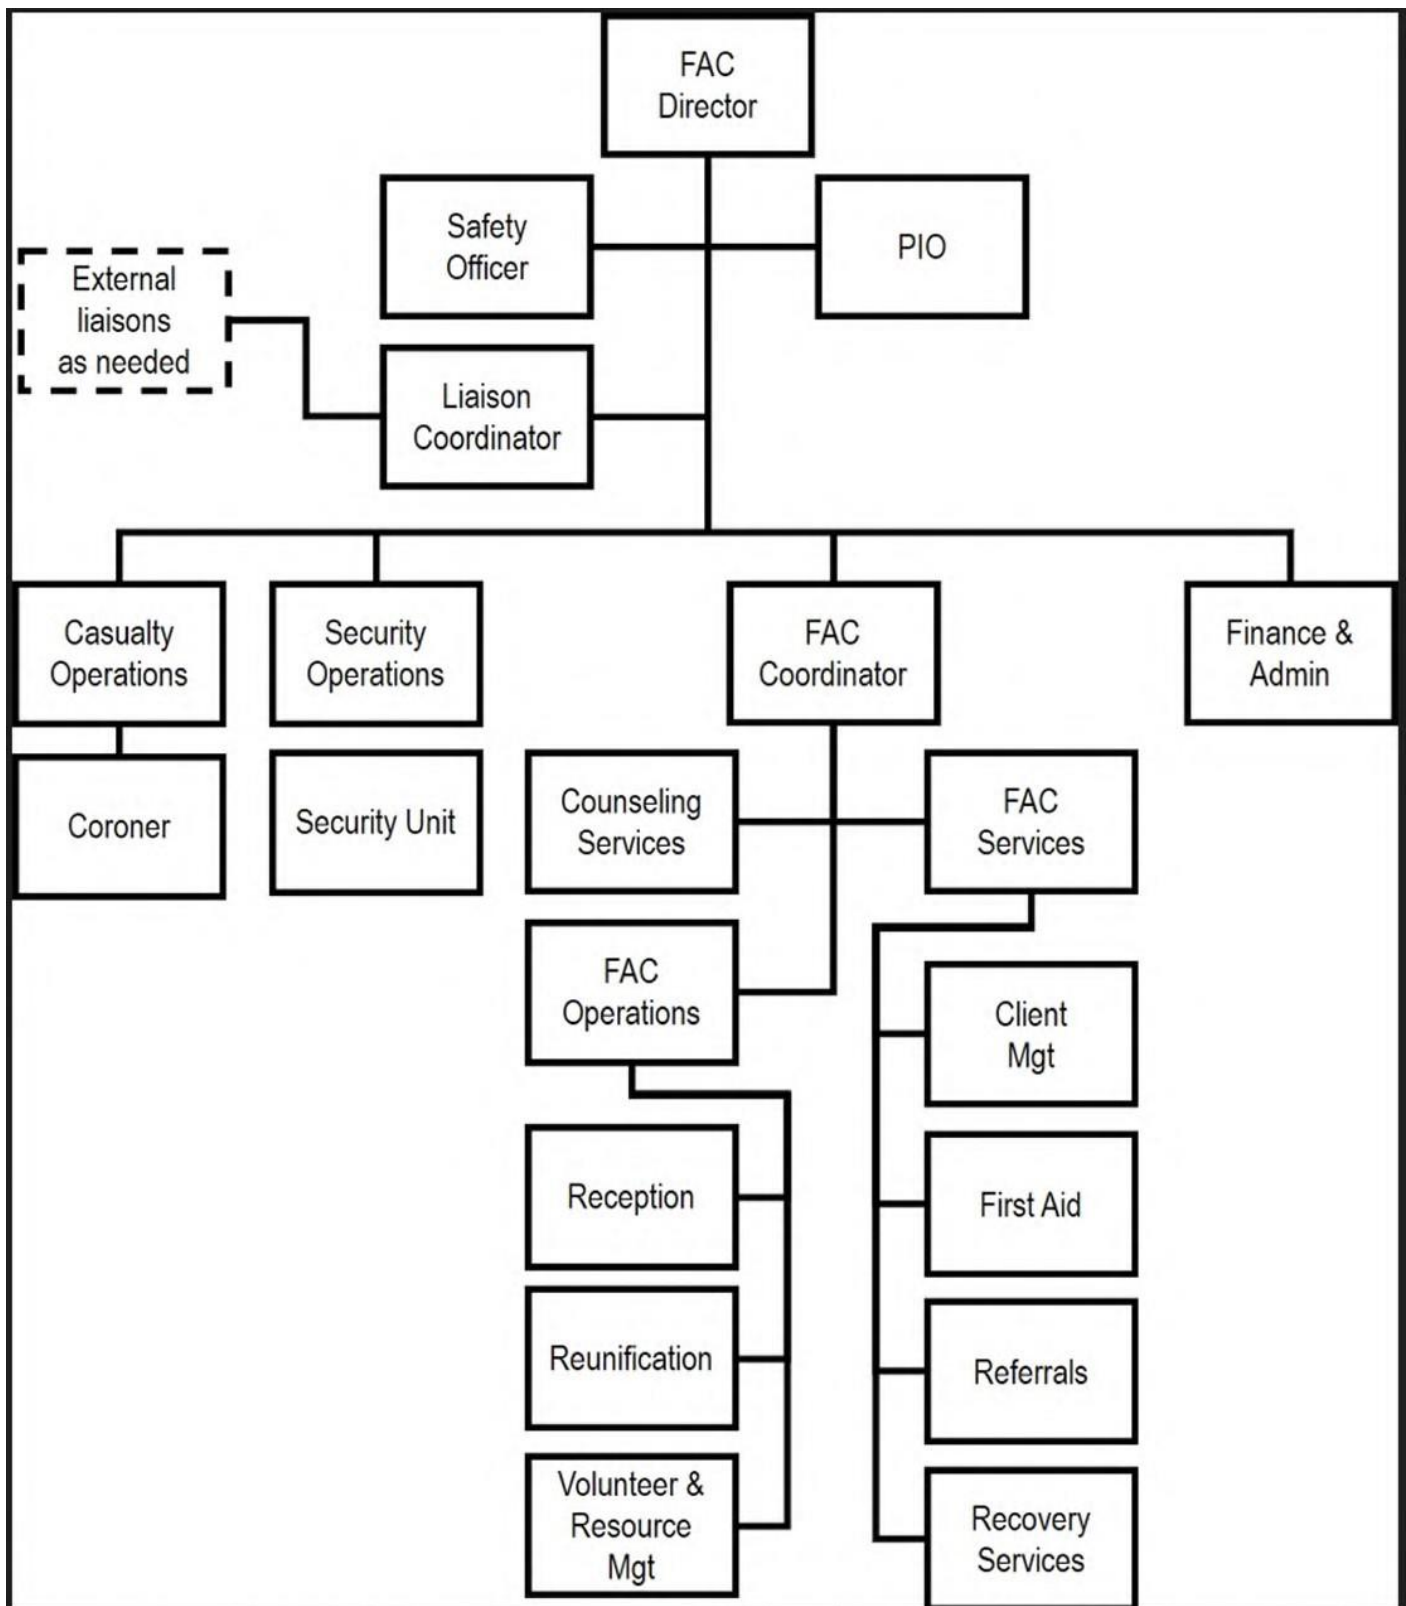 FAC
Director
Safety
Officer
PIO
External
liaisons
as needed
Liaison
Coordinator
Casualty
Operations
Security
Operations
FAC
Coordinator
Finance &
Admin
Coroner
Security Unit
Counseling
Services
FAC
Services
FAC
Operations
Client
Mgt
Reception
First Aid
Reunification
Referrals
Volunteer &
Resource
Mgt
Recovery
Services